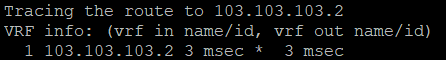 Tracing the route to 103.103.103.2
VRF info: (vrf in name/id, vrf out name/id)
  1 103.103.103.2 3 msec *  3 msec